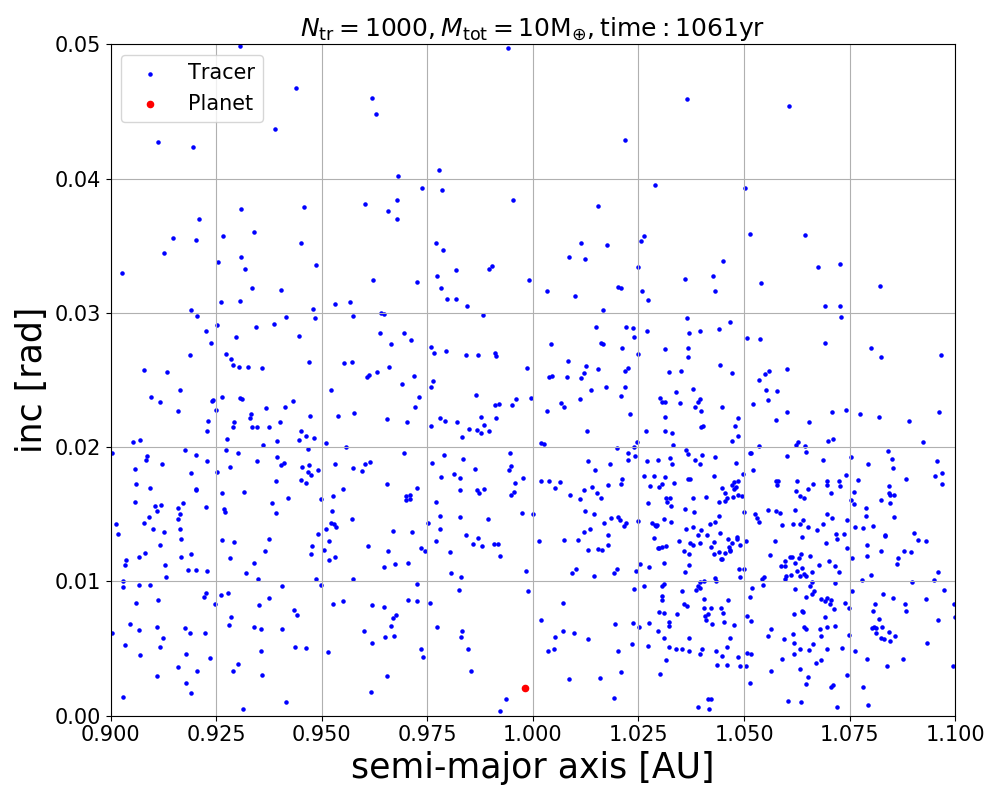 N_tr = 1000, M_tot = 10M_⊕, time : 1061yr
Tracer
Planet
0.05
0.04
0.03
0.02
0.01
0.00
inc [rad]
0.900 0.925 0.950 0.975 1.000 1.025 1.050 1.075 1.100
semi-major axis [AU]